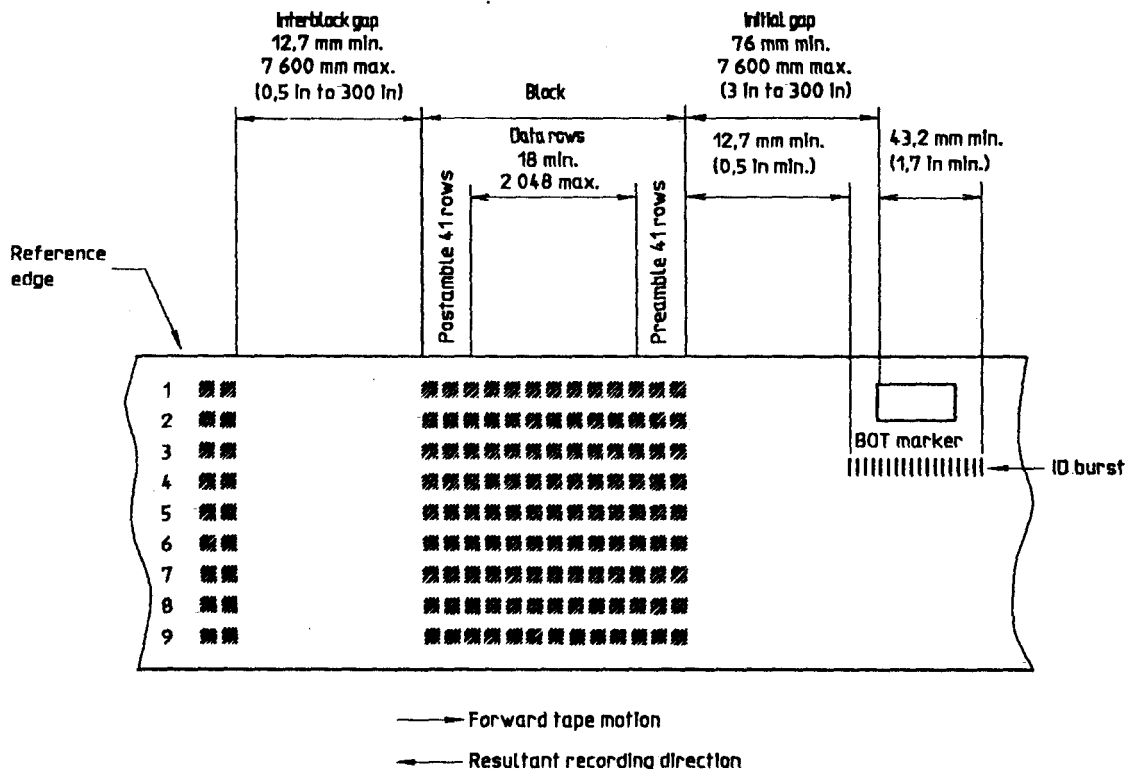 Interblock gap
12,7 mm min.
7 600 mm max.
(0,5 in to 300 in)
Block
Data rows
18 min.
2 048 max.
Initial gap
76 mm min.
7 600 mm max.
(3 in to 300 in)
12,7 mm min.
(0,5 in min.)
43,2 mm min.
(1,7 in min.)
Postamble 41 rows
Preamble 41 rows
Reference
edge
1
2
3
4
5
6
7
8
9
BOT marker
ID burst
Forward tape motion
Resultant recording direction